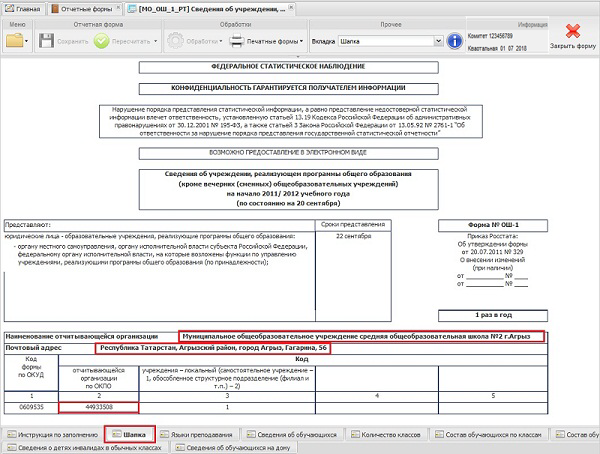 Главная
Отчетные формы
[МО_ОШ_1_РТ] Сведения об учреждении, ...
Меню
Отчетная форма
Обработки
Прочее
Информация
Сохранить
Пересчитать
Обработки
Печатные формы
Вкладка
Шапка
Комитет 123456789
Квартальная 01 07 2018
Закрыть форму
ФЕДЕРАЛЬНОЕ СТАТИСТИЧЕСКОЕ НАБЛЮДЕНИЕ
КОНФИДЕНЦИАЛЬНОСТЬ ГАРАНТИРУЕТСЯ ПОЛУЧАТЕЛЕМ ИНФОРМАЦИИ
Нарушение порядка представления статистической информации, а равно представление недостоверной статистической
информации влечет ответственность, установленную статьей 13.19 Кодекса Российской Федерации об административных
правонарушениях от 30.12.2001 № 195-ФЗ, а также статьей 3 Закона Российской Федерации от 13.05.92 № 2761-1 "Об
ответственности за нарушение порядка представления государственной статистической отчетности"
ВОЗМОЖНО ПРЕДОСТАВЛЕНИЕ В ЭЛЕКТРОННОМ ВИДЕ
Сведения об учреждении, реализующем программы общего образования
(кроме вечерних (сменных) общеобразовательных учреждений)
на начало 2011/ 2012 учебного года
(по состоянию на 20 сентября)
Представляют:
Сроки представления
юридические лица - образовательные учреждения, реализующие программы общего образования:
22 сентября
- органу местного самоуправления, органу исполнительной власти субъекта Российской Федерации,
федеральному органу исполнительной власти, на которые возложены функции по управлению
учреждениями, реализующими программы общего образования (по принадлежности);
Форма № ОШ-1
Приказ Росстата:
Об утверждении формы
от 20.07.2011 № 329
О внесении изменений
(при наличии)
от ________ № ____
от ________ № ____
1 раз в год
Наименование отчитывающейся организации Муниципальное общеобразовательное учреждение средняя общеобразовательная школа №2 г.Агрыз
Почтовый адрес Республика Татарстан, Агрызский район, город Агрыз, Гагарина, 56
Код
формы
по ОКУД
Код
отчитывающейся
организации
по ОКПО
учреждения – локальный (самостоятельное учреждение –
1, обособленное структурное подразделение (филиал и
т.п.) – 2)
1 2 3 4 5
0609535 44933508 1
Инструкция по заполнению
Шапка
Языки преподавания
Сведения об обучающихся
Количество классов
Состав обучающихся по классам
Состав обу
Сведения о детях инвалидах в обычных классах
Сведения об обучающихся на дому